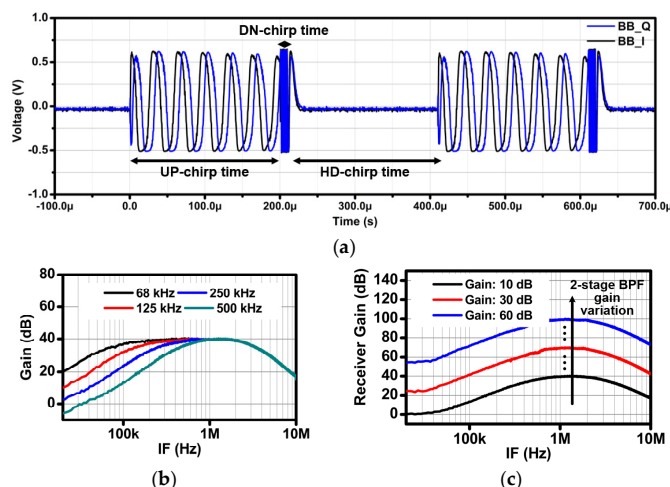 DN-chirp time
BB_Q
BB_I
1.0
0.5
0.0
-0.5
-1.0
Voltage (V)
UP-chirp time
HD-chirp time
-100.0µ 0.0 100.0µ 200.0µ 300.0µ 400.0µ 500.0µ 600.0µ 700.0µ
Time (s)
(a)
80
60
40
20
0
Gain (dB)
68 kHz 250 kHz
125 kHz 500 kHz
100k 1M 10M
IF (Hz)
(b)
140
120
100
80
60
40
20
0
Receiver Gain (dB)
Gain: 10 dB
Gain: 30 dB
Gain: 60 dB
2-stage BPF
gain
variation
100k 1M 10M
IF (Hz)
(c)